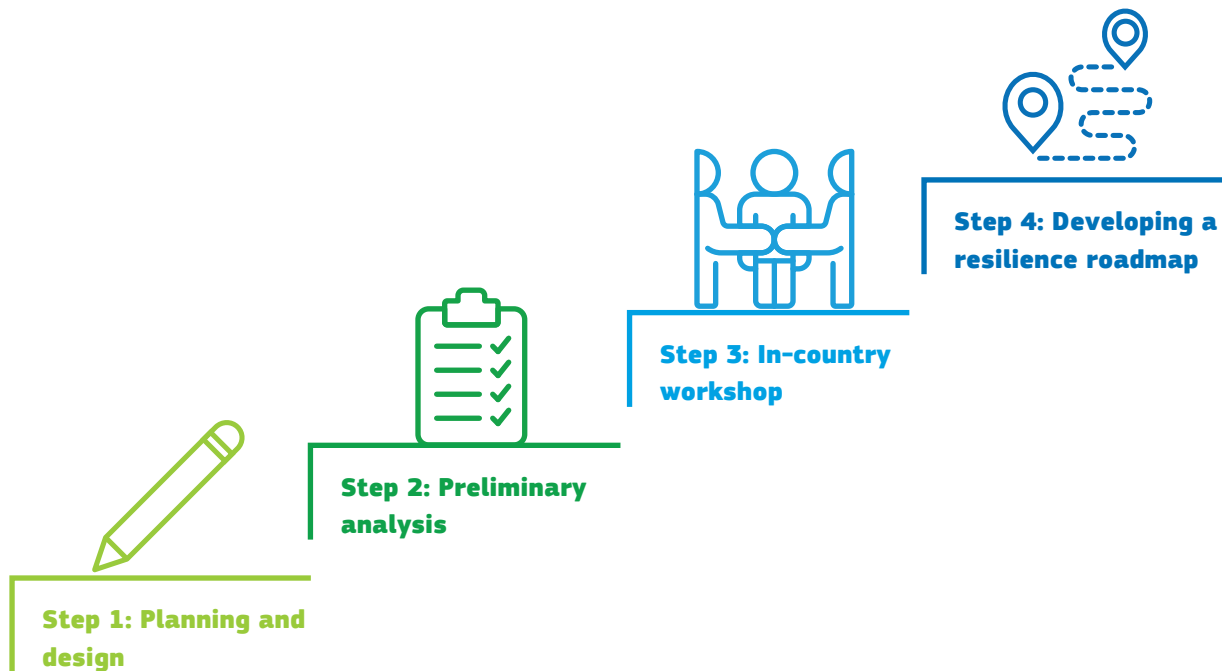 Step 1: Planning and
design
Step 2: Preliminary
analysis
Step 3: In-country
workshop
Step 4: Developing a
resilience roadmap